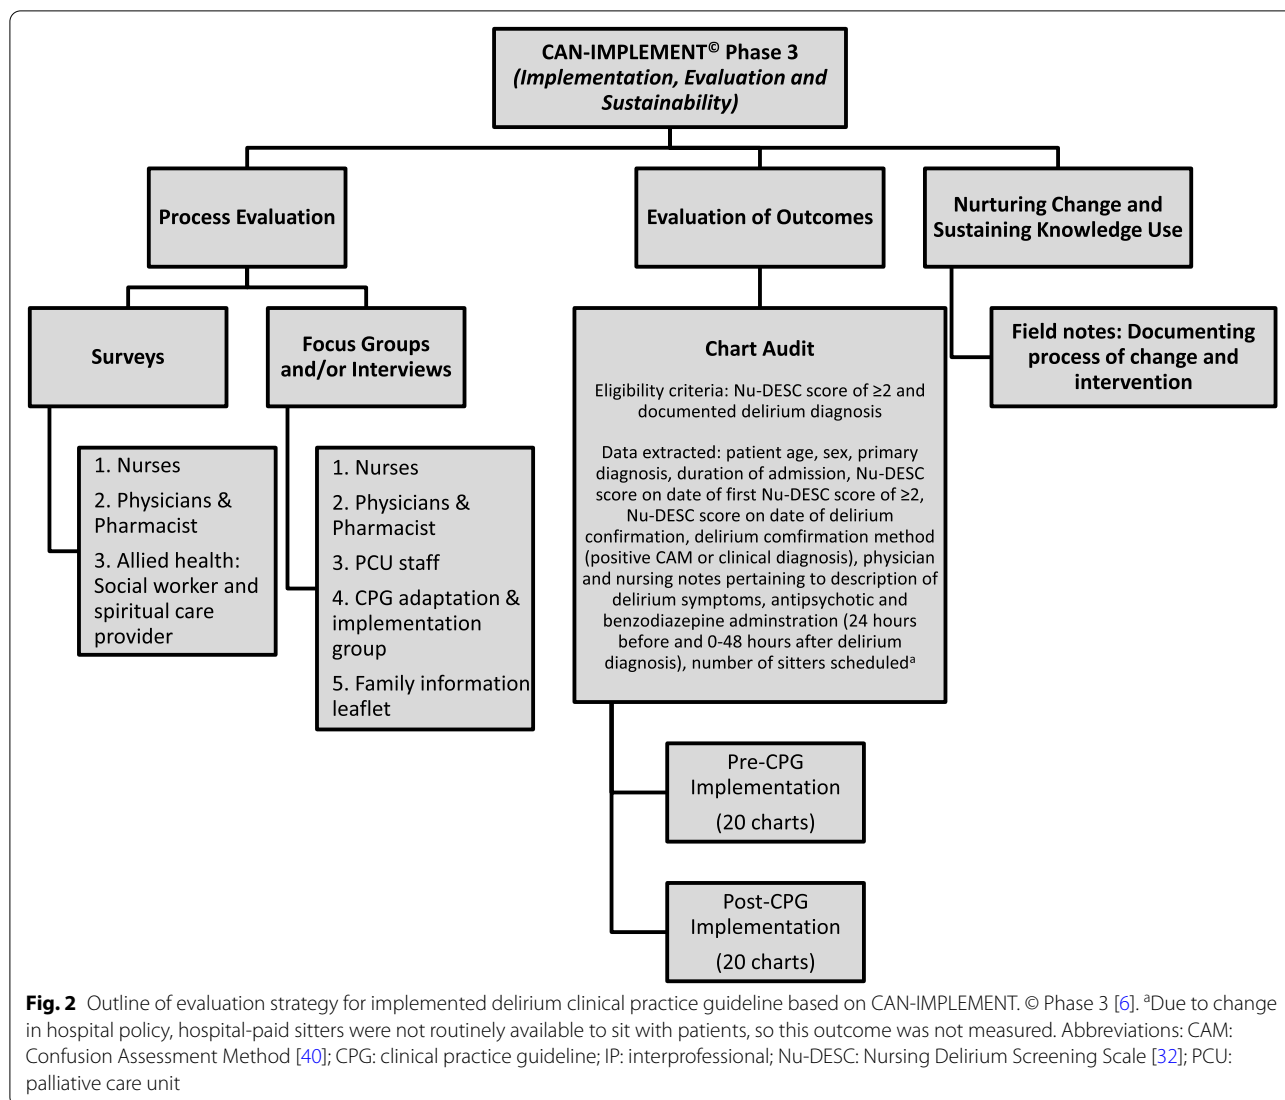 CAN-IMPLEMENT© Phase 3
(Implementation, Evaluation and
Sustainability)
Process Evaluation
Evaluation of Outcomes
Nurturing Change and
Sustaining Knowledge Use
Surveys
Focus Groups
and/or Interviews
Chart Audit
Eligibility criteria: Nu-DESC score of ≥2 and
documented delirium diagnosis
Data extracted: patient age, sex, primary
diagnosis, duration of admission, Nu-DESC
score on date of first Nu-DESC score of ≥2,
Nu-DESC score on date of delirium
confirmation, delirium comfirmation method
(positive CAM or clinical diagnosis), physician
and nursing notes pertaining to description of
delirium symptoms, antipsychotic and
benzodiazepine adminstration (24 hours
before and 0-48 hours after delirium
diagnosis), number of sitters scheduledª
Field notes: Documenting
process of change and
intervention
1. Nurses
2. Physicians &
Pharmacist
3. Allied health:
Social worker and
spiritual care
provider
1. Nurses
2. Physicians &
Pharmacist
3. PCU staff
4. CPG adaptation &
implementation
group
5. Family information
leaflet
Pre-CPG
Implementation
(20 charts)
Post-CPG
Implementation
(20 charts)
Fig. 2 Outline of evaluation strategy for implemented delirium clinical practice guideline based on CAN-IMPLEMENT. © Phase 3 [6]. ªDue to change
in hospital policy, hospital-paid sitters were not routinely available to sit with patients, so this outcome was not measured. Abbreviations: CAM:
Confusion Assessment Method [40]; CPG: clinical practice guideline; IP: interprofessional; Nu-DESC: Nursing Delirium Screening Scale [32]; PCU:
palliative care unit